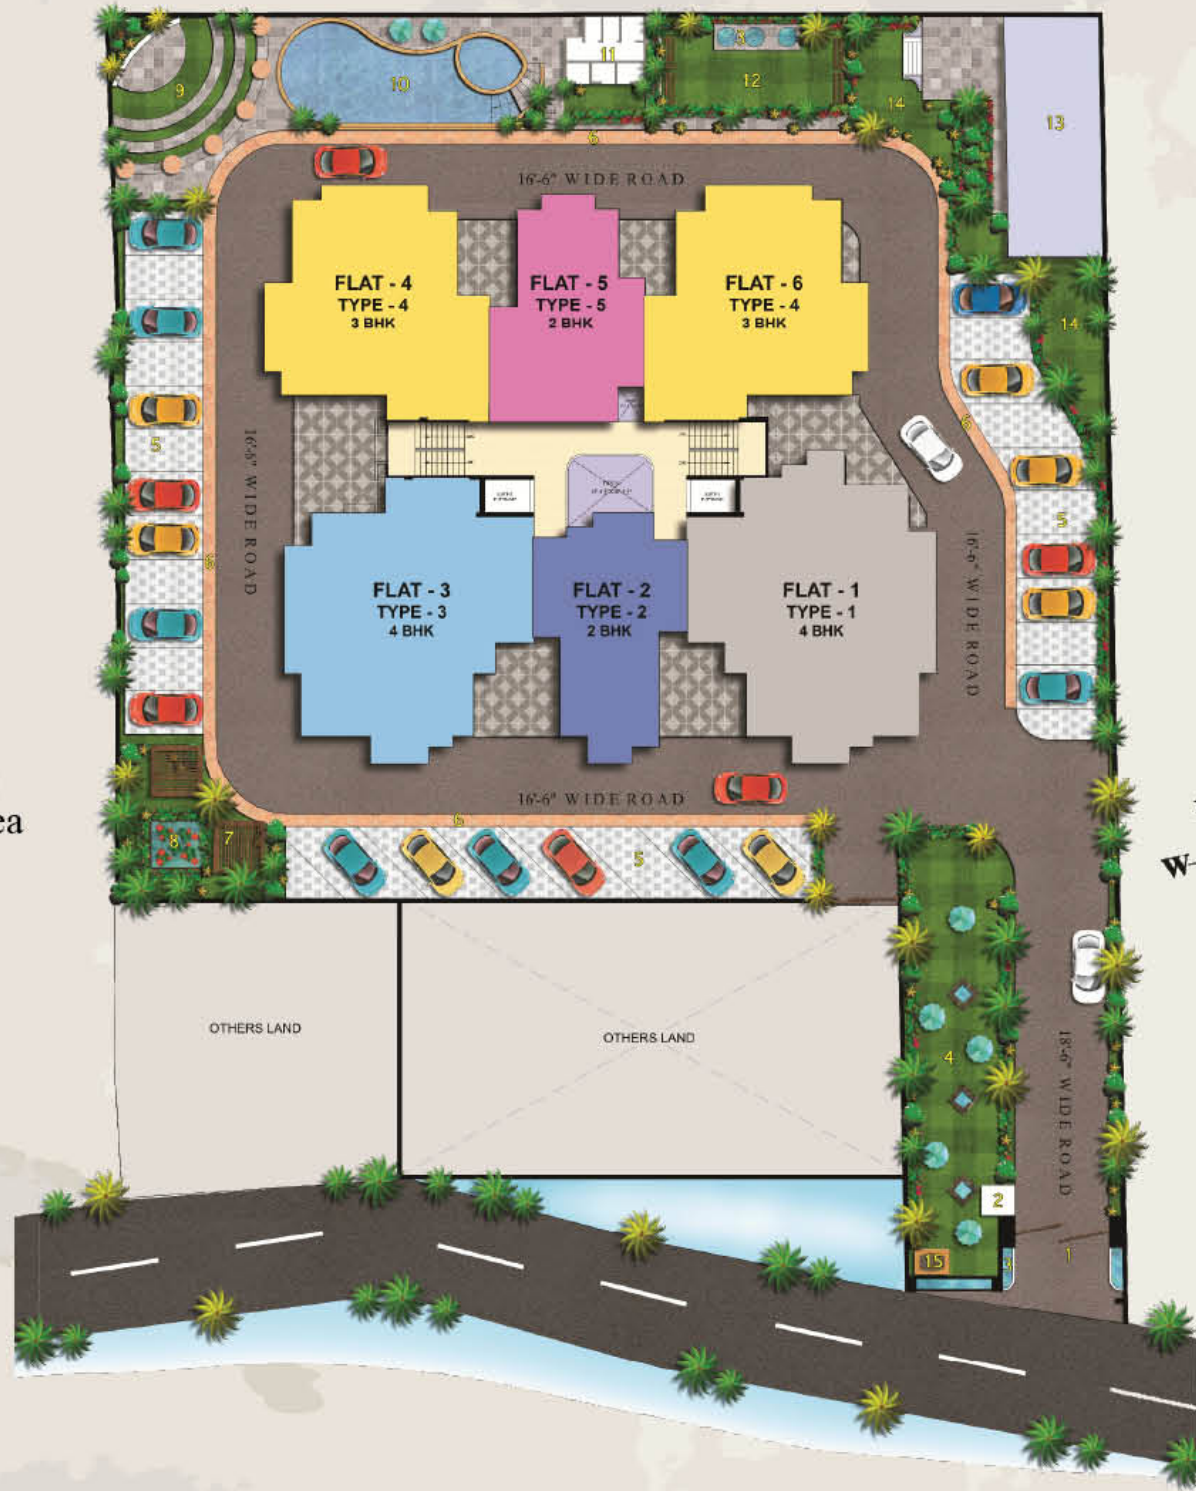 11
3
9
10
12
14
13
6
16'-6" WIDE ROAD
FLAT - 4
TYPE - 4
3 BHK
FLAT - 5
TYPE - 5
2 BHK
FLAT - 6
TYPE - 4
3 BHK
14
6
5
16'-6" WIDE ROAD
5
6
16'-6" WIDE ROAD
FLAT - 3
TYPE - 3
4 BHK
FLAT - 2
TYPE - 2
2 BHK
FLAT - 1
TYPE - 1
4 BHK
16'-6" WIDE ROAD
6
ea
8
7
5
W
OTHERS LAND
OTHERS LAND
4
18'-6" WIDE ROAD
2
1
15
3